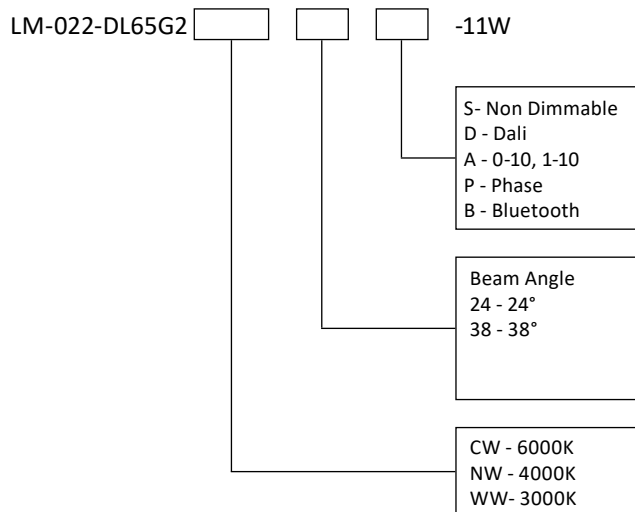 LM-022-DL65G2 -11W
S- Non Dimmable
D - Dali
A - 0-10, 1-10
P - Phase
B - Bluetooth
Beam Angle
24 - 24°
38 - 38°
CW - 6000K
NW - 4000K
WW- 3000K